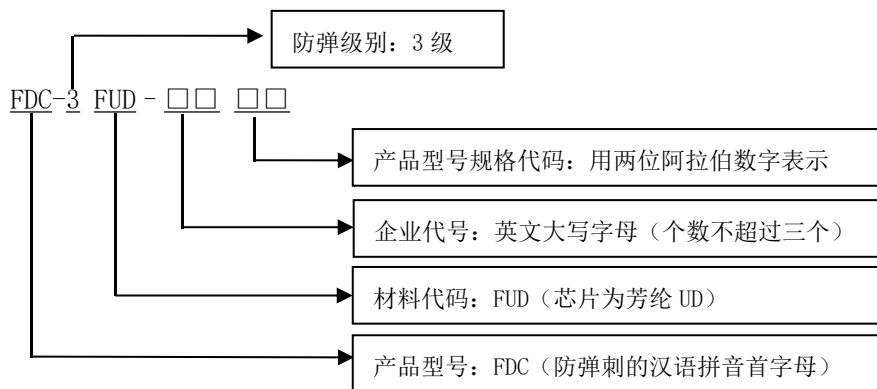 防弹级别：3 级
FDC-3 FUD-□□ □□
产品型号规格代码：用两位阿拉伯数字表示
企业代号：英文大写字母（个数不超过三个）
材料代码：FUD（芯片为芳纶 UD）
产品型号：FDC（防弹刺的汉语拼音首字母）